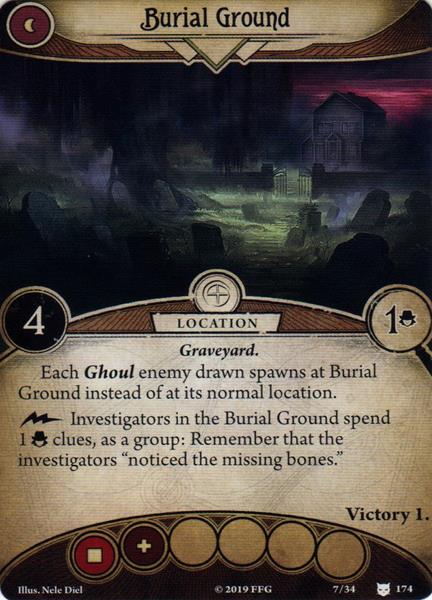 Burial Ground
4
LOCATION
1
Graveyard.
Each Ghoul enemy drawn spawns at Burial
Ground instead of at its normal location.
Investigators in the Burial Ground spend
1 clues, as a group: Remember that the
investigators “noticed the missing bones.”
Victory 1.
Illus. Nele Diel
© 2019 FFG
7/34
174